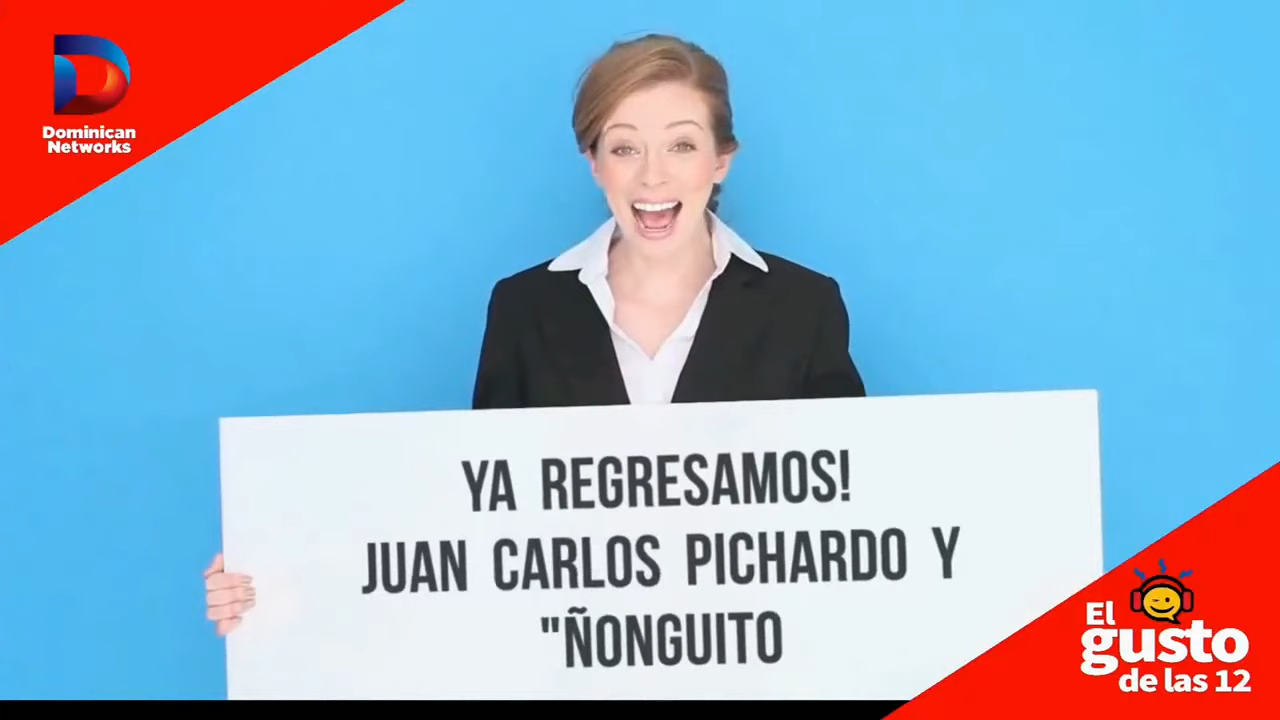 Dominican
Networks
YA REGRESAMOS!
JUAN CARLOS PICHARDO Y
"ÑONGUITO
El
gusto
de las 12